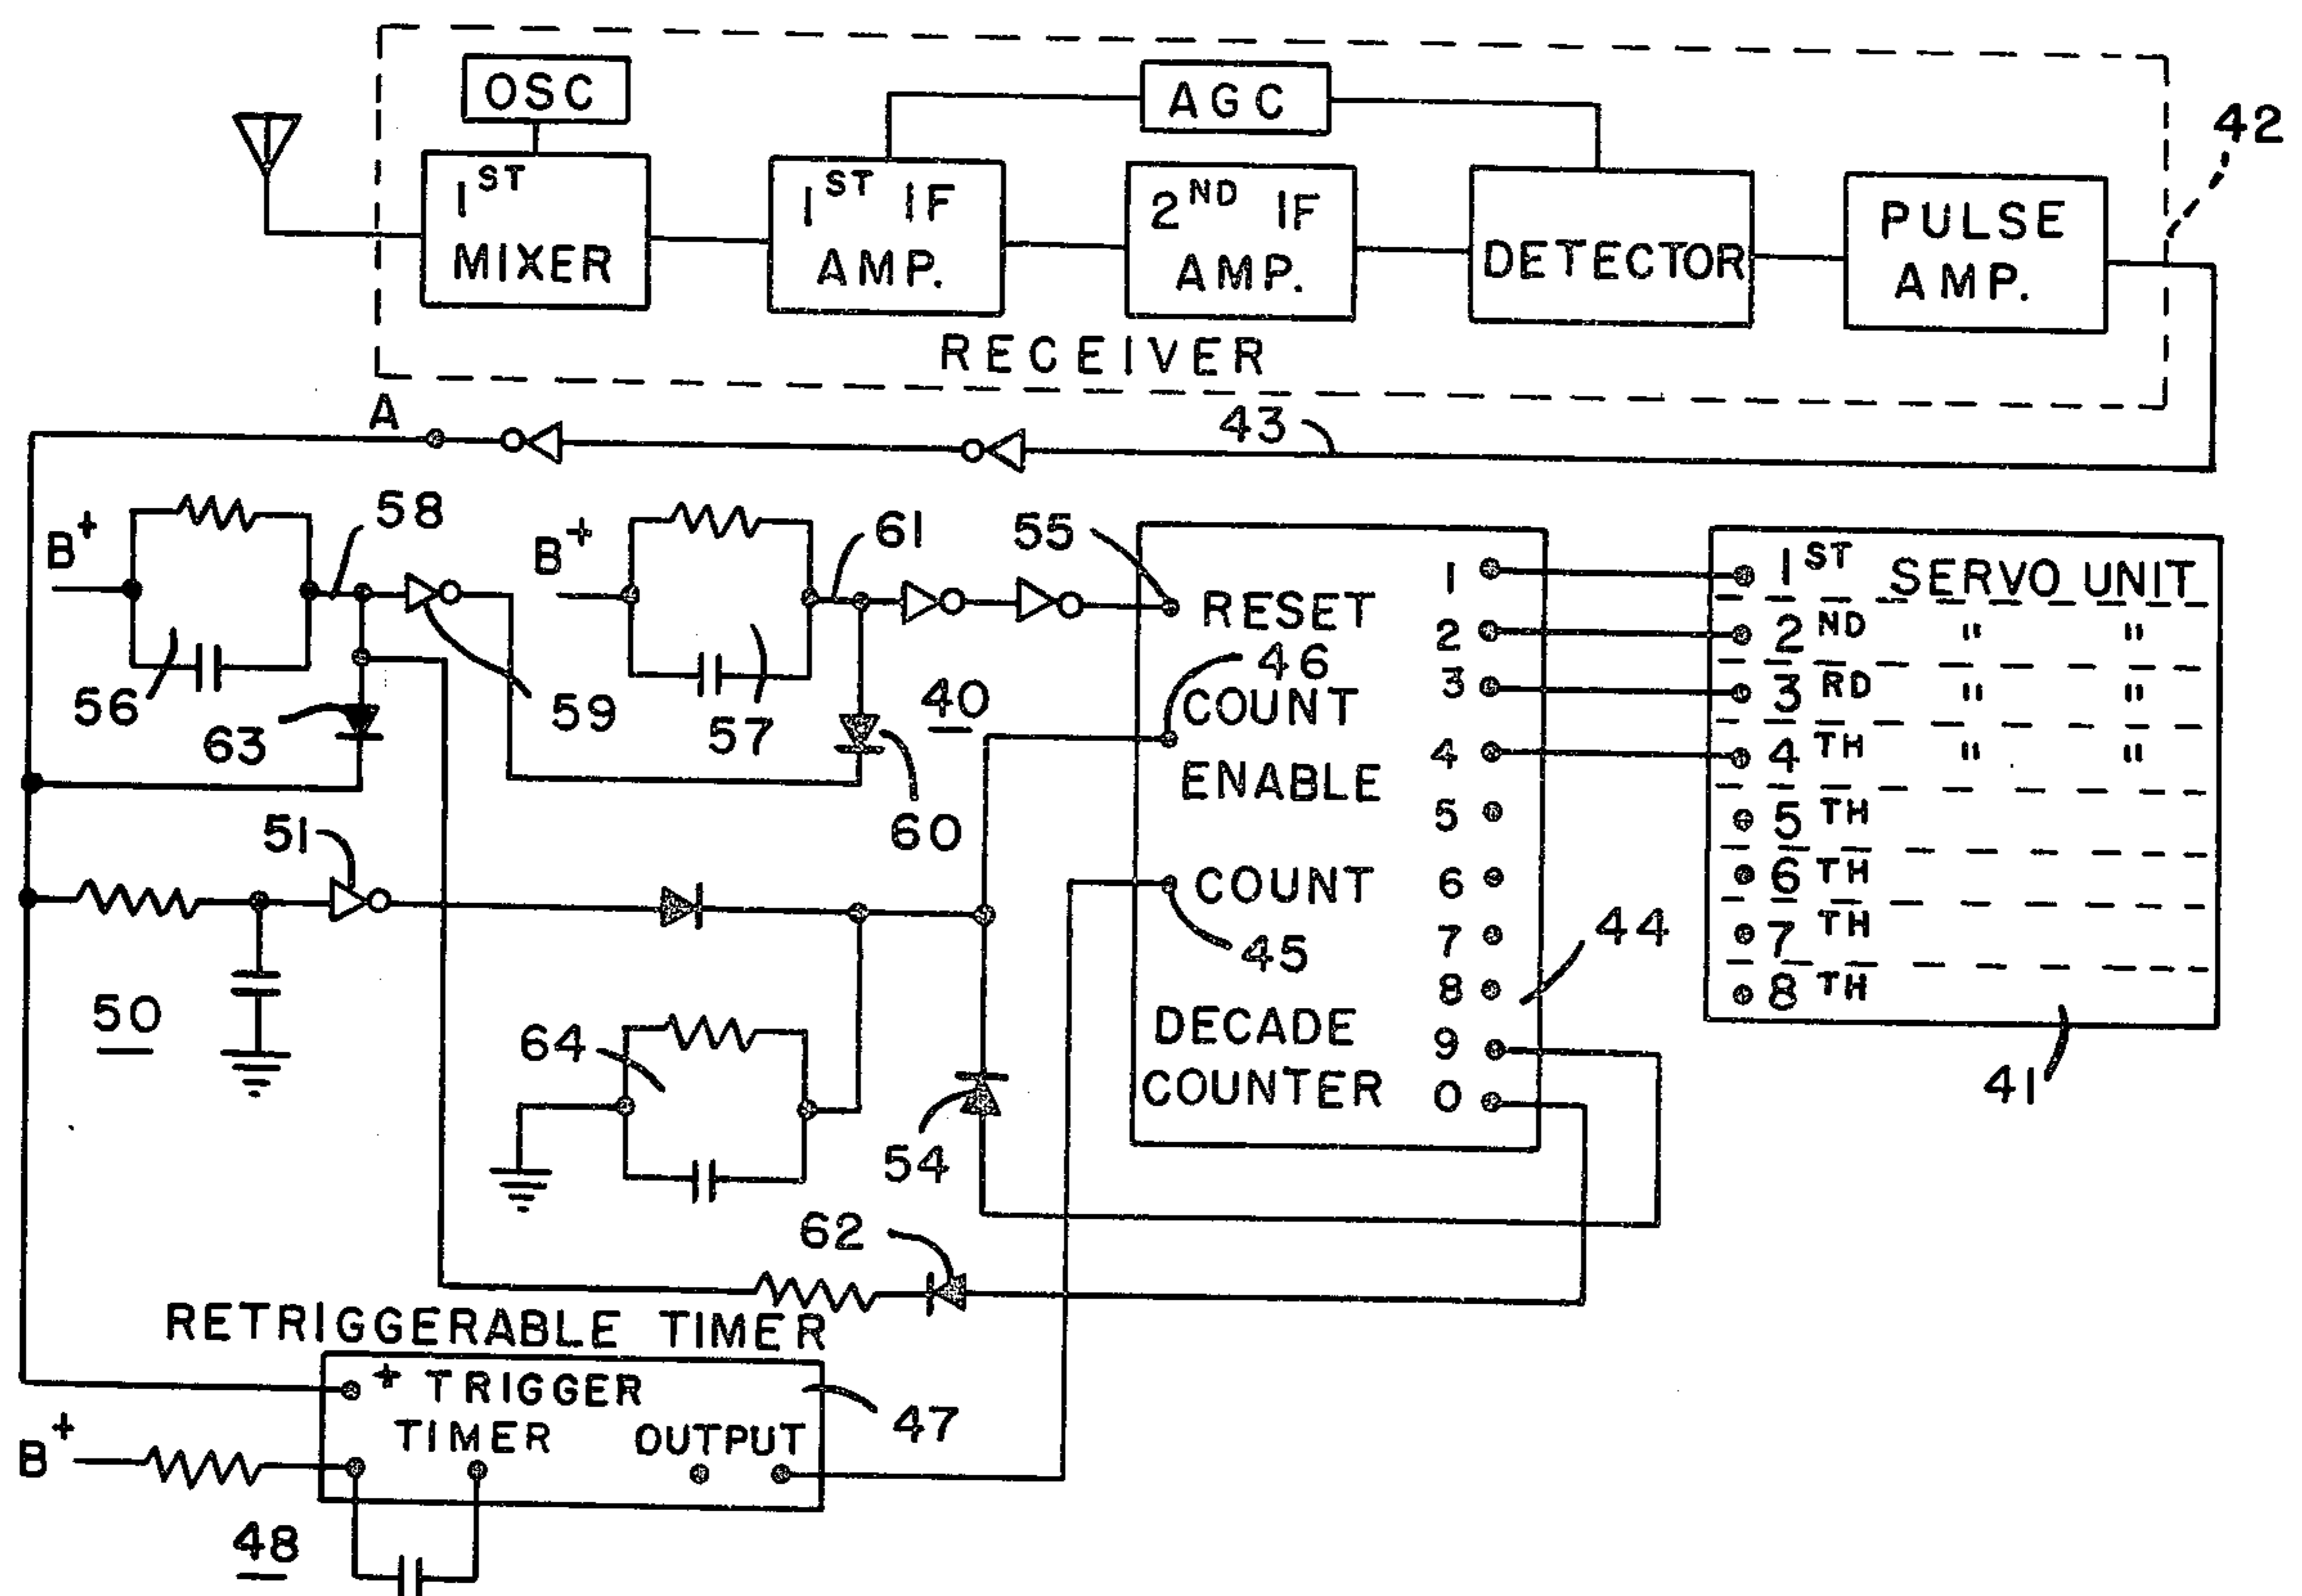 OSC
AGC
42
1ST MIXER
1ST IF AMP.
2ND IF AMP.
DETECTOR
PULSE AMP.
RECEIVER
A
43
B+
58
B+
61
55
56
63
59
57
40
60
RESET
46
COUNT
ENABLE
COUNT
45
DECADE
COUNTER
1
2
3
4
5
6
7
8
9
0
44
1ST SERVO UNIT
2ND " "
3RD " "
4TH " "
5TH
6TH
7TH
8TH
41
51
50
64
54
62
RETRIGGERABLE TIMER
+ TRIGGER
TIMER OUTPUT
47
B+
48